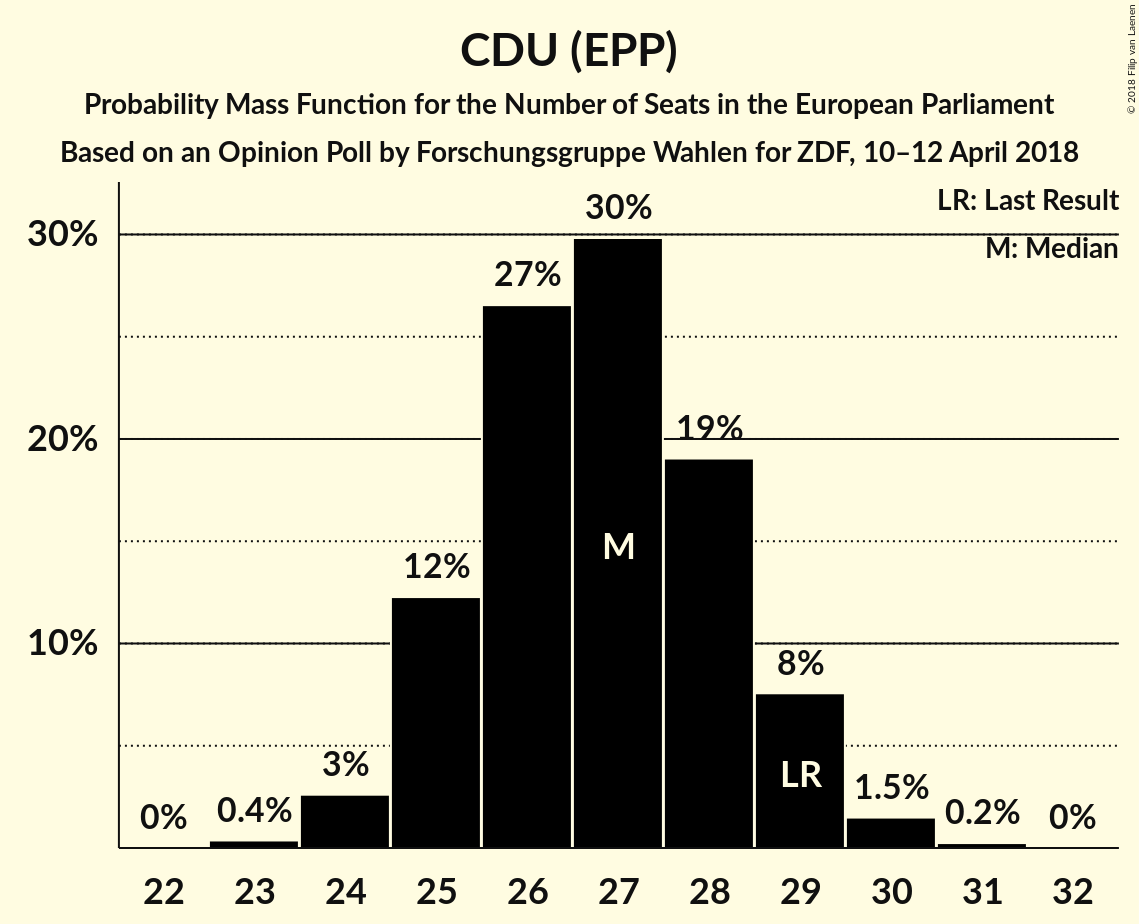 CDU (EPP)
Probability Mass Function for the Number of Seats in the European Parliament
Based on an Opinion Poll by Forschungsgruppe Wahlen for ZDF, 10–12 April 2018
© 2018 Filip van Laenen
LR: Last Result
M: Median
30%
20%
10%
0%
0.4%
3%
12%
27%
30%
19%
8%
1.5%
0.2%
0%
M
LR
22 23 24 25 26 27 28 29 30 31 32